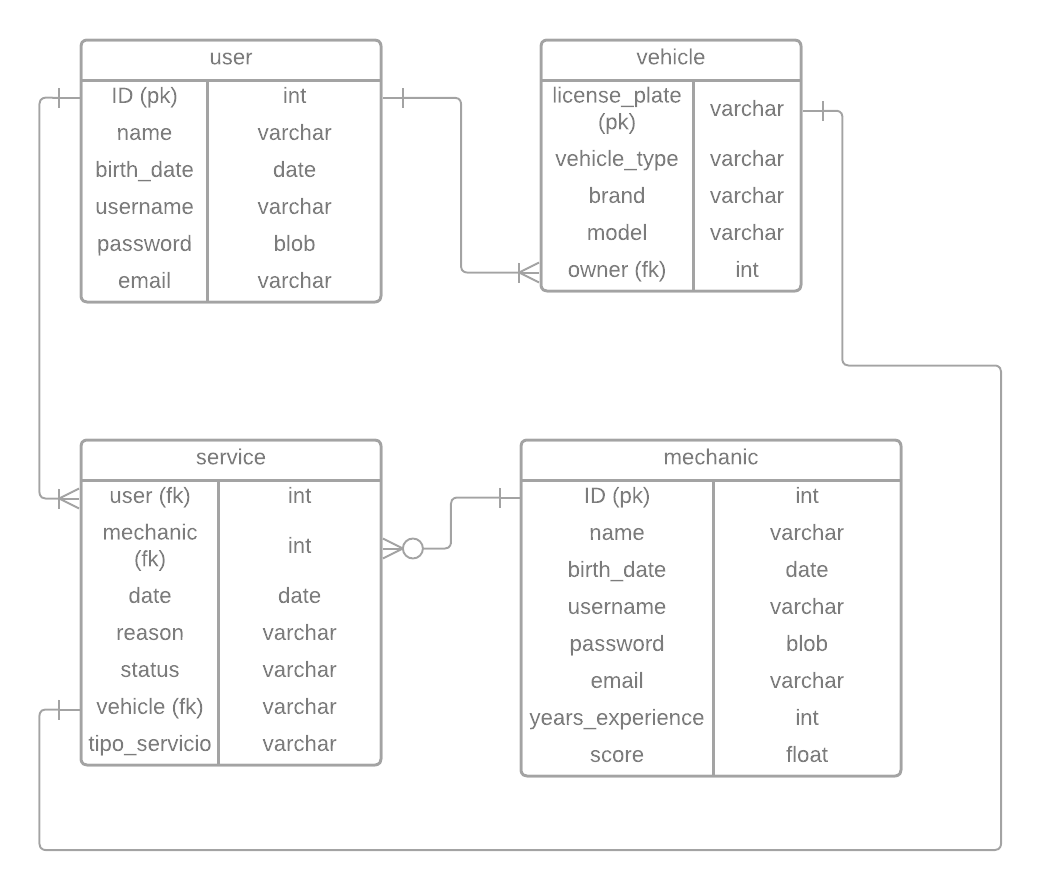 user
ID (pk) int
name varchar
birth_date date
username varchar
password blob
email varchar
vehicle
license_plate
(pk) varchar
vehicle_type varchar
brand varchar
model varchar
owner (fk) int
service
user (fk) int
mechanic
(fk) int
date date
reason varchar
status varchar
vehicle (fk) varchar
tipo_servicio varchar
mechanic
ID (pk) int
name varchar
birth_date date
username varchar
password blob
email varchar
years_experience int
score float